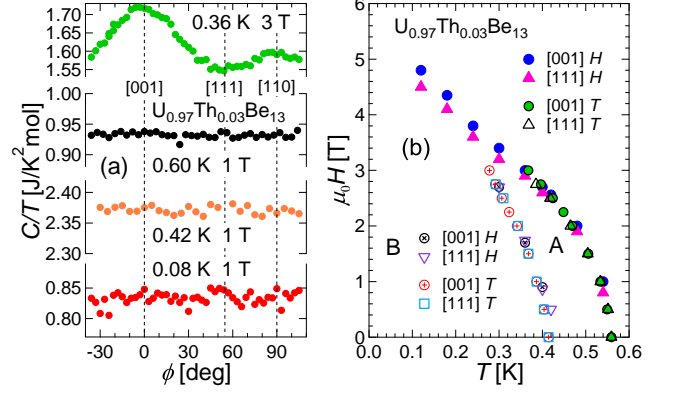 0.36 K 3 T
1.70
1.65
1.60
1.55
[001]
[111]
[110]
U0.97Th0.03Be13
1.00
0.95
0.90
(a)
0.60 K 1 T
C/T [J/K2mol]
2.40
2.35
2.30
0.42 K 1 T
0.08 K 1 T
0.85
0.80
-30
0
30
60
90
ϕ [deg]
U0.97Th0.03Be13
[001] H
[111] H
[001] T
[111] T
(b)
μ0H [T]
6
5
4
3
2
1
0
B
A
[001] H
[111] H
[001] T
[111] T
0.0
0.1
0.2
0.3
0.4
0.5
0.6
T [K]